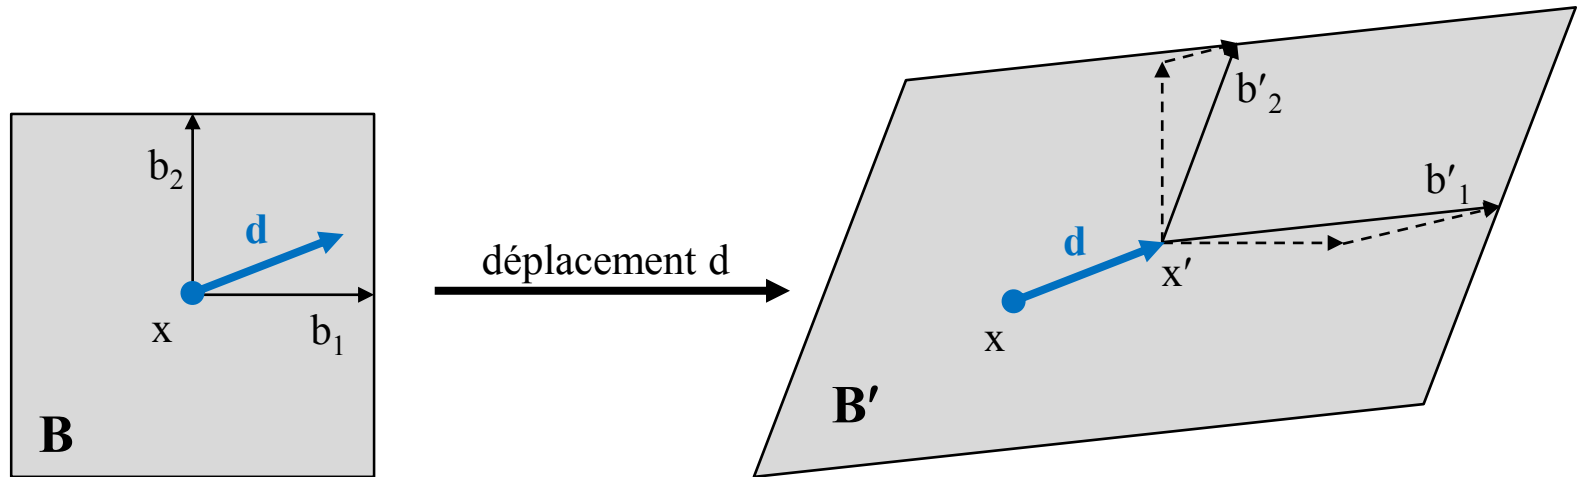 b₂
d
x
b₁
B
déplacement d
b′₂
b′₁
d
x′
x
B′